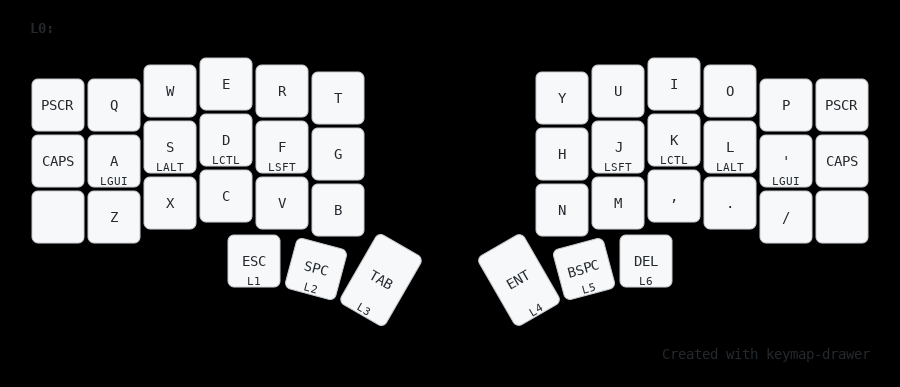 L0:
PSCR Q W E R T Y U I O P PSCR
CAPS A S D F G H J K L ' CAPS
LGUI LALT LCTL LSFT LSFT LCTL LALT LGUI
Z X C V B N M , . /
ESC SPC TAB ENT BSPC DEL
L1 L2 L3 L4 L5 L6
Created with keymap-drawer